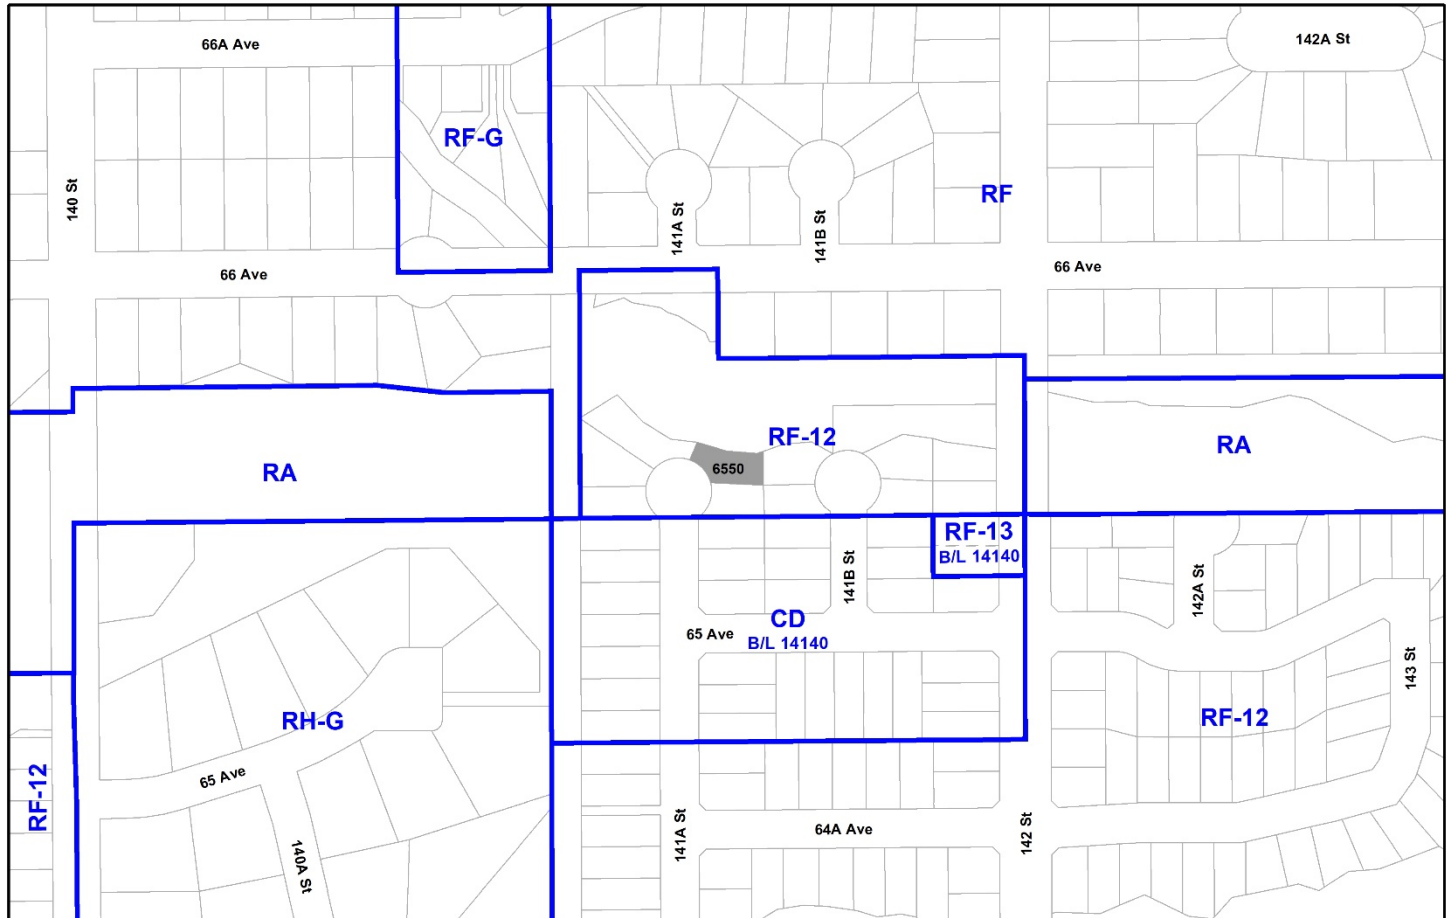 66A Ave
142A St
RF-G
140 St
RF
141A St
141B St
66 Ave
66 Ave
RF-12
RA
6550
RA
RF-13
B/L 14140
141B St
142A St
CD
B/L 14140
65 Ave
143 St
RH-G
RF-12
65 Ave
RF-12
141A St
64A Ave
142 St
140A St